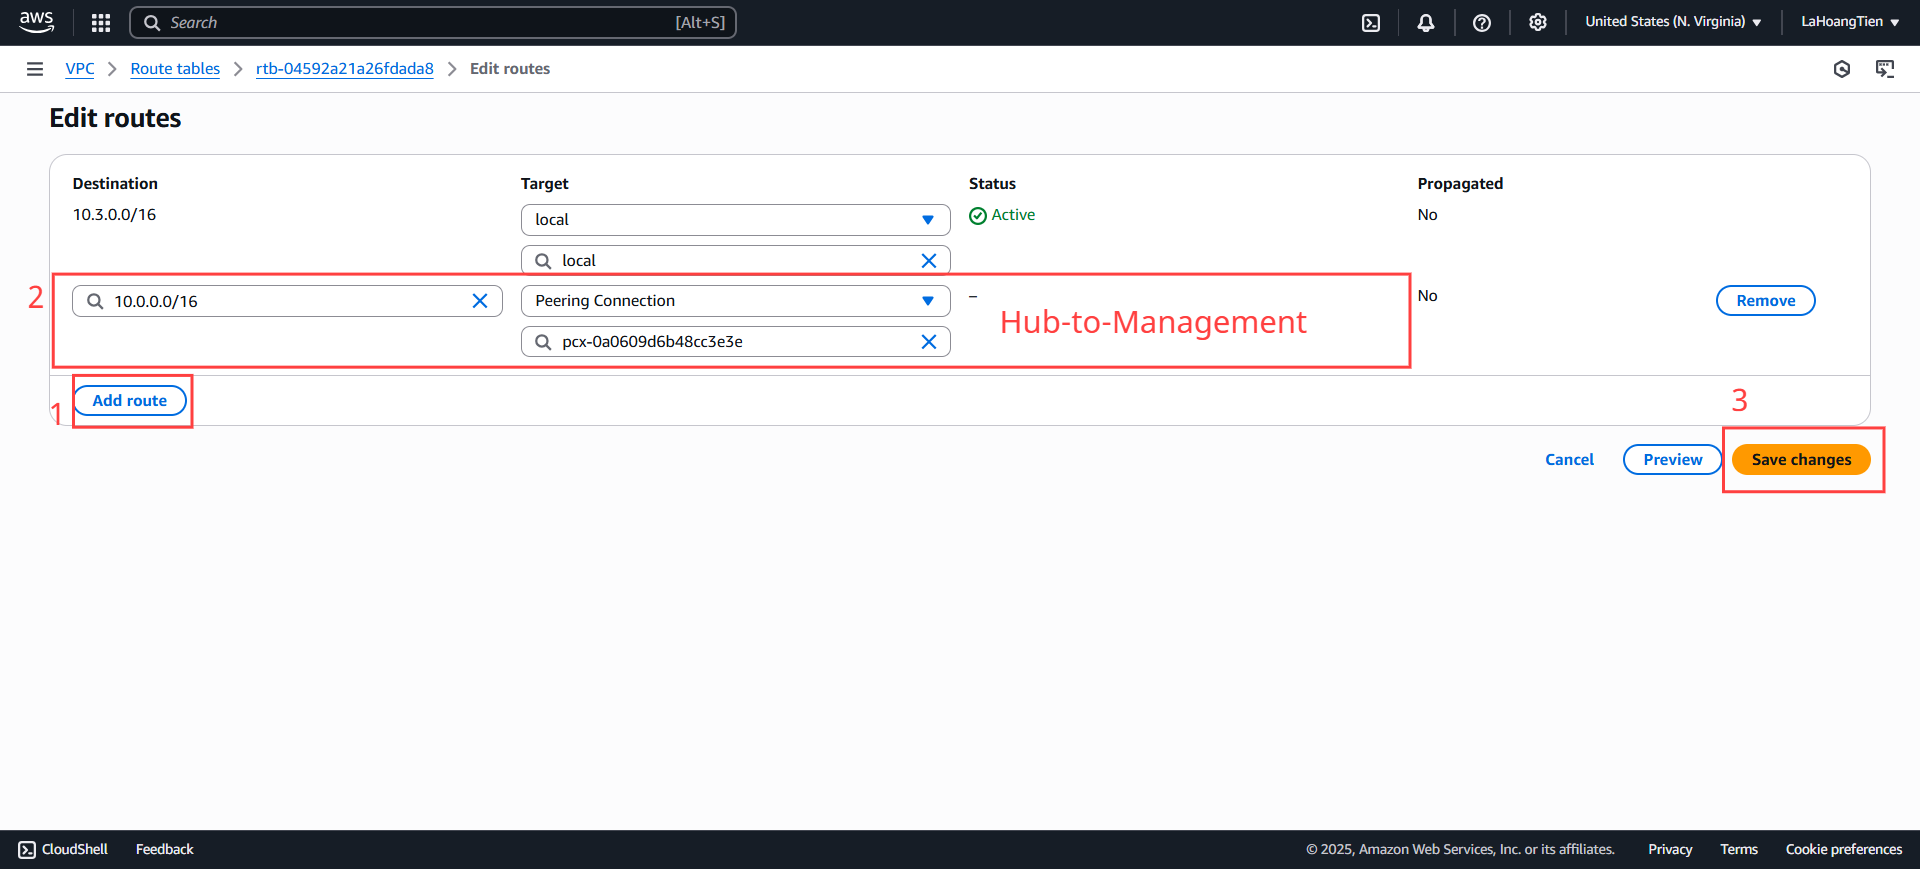 aws
Search [Alt+S]
United States (N. Virginia) LaHoangTien
VPC Route tables rtb-04592a21a26fdada8 Edit routes
Edit routes
Destination Target Status Propagated
10.3.0.0/16 local Active No
local
2 10.0.0.0/16 Peering Connection – No Remove
Hub-to-Management
pcx-0a0609d6b48cc3e3e
1 Add route
3
Cancel Preview Save changes
CloudShell Feedback © 2025, Amazon Web Services, Inc. or its affiliates. Privacy Terms Cookie preferences